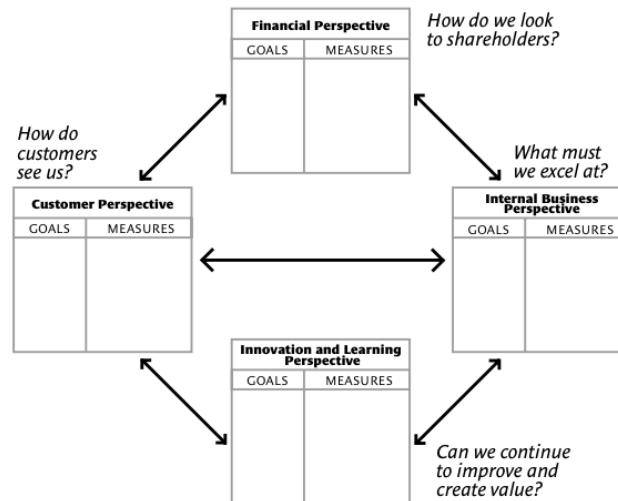 Financial Perspective
GOALS MEASURES
How do we look
to shareholders?
How do
customers
see us?
Customer Perspective
GOALS MEASURES
What must
we excel at?
Internal Business
Perspective
GOALS MEASURES
Innovation and Learning
Perspective
GOALS MEASURES
Can we continue
to improve and
create value?